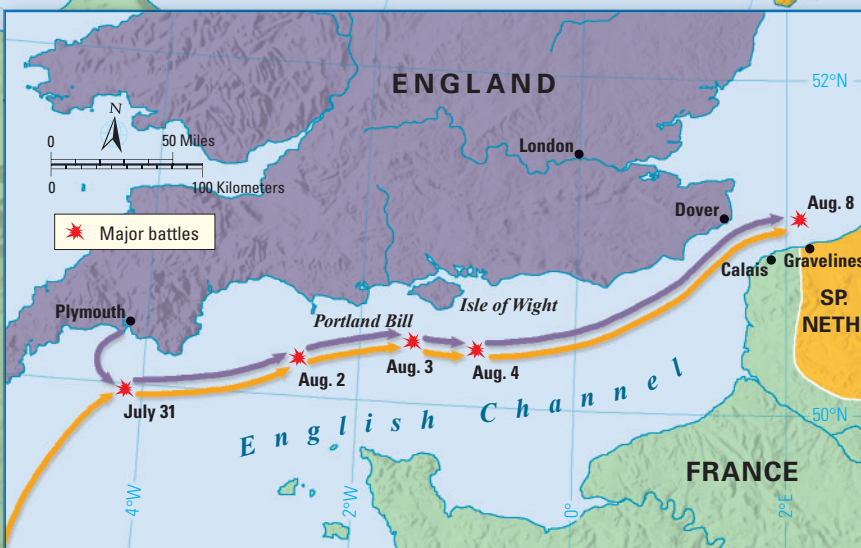 ENGLAND
52°N
N
0 50 Miles
0 100 Kilometers
London
Major battles
Dover
Aug. 8
Calais
Gravelines
SP.
NETH
Plymouth
Portland Bill
Isle of Wight
July 31
Aug. 2
Aug. 3
Aug. 4
English Channel
50°N
FRANCE
4°W
2°W
0°
2°E